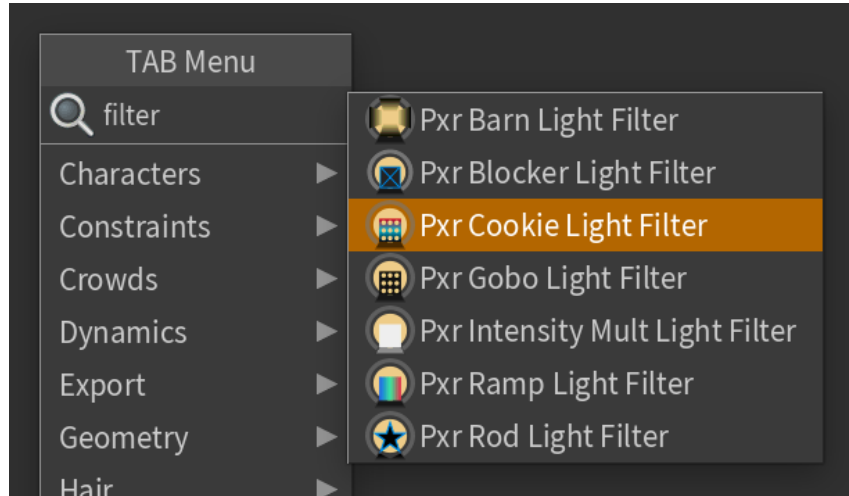 TAB Menu
filter
Characters
Constraints
Crowds
Dynamics
Export
Geometry
Hair
Pxr Barn Light Filter
Pxr Blocker Light Filter
Pxr Cookie Light Filter
Pxr Gobo Light Filter
Pxr Intensity Mult Light Filter
Pxr Ramp Light Filter
Pxr Rod Light Filter